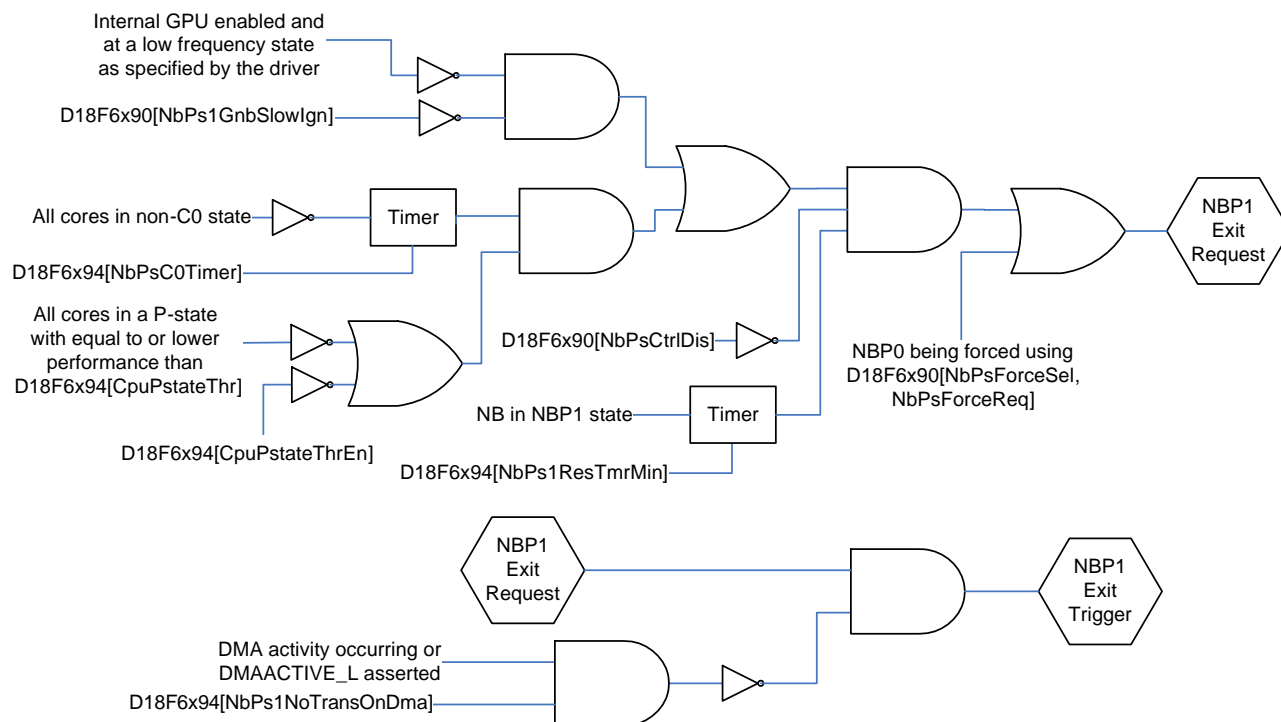 Internal GPU enabled and
at a low frequency state
as specified by the driver
D18F6x90[NbPs1GnbSlowIgn]
All cores in non-C0 state
Timer
D18F6x94[NbPsC0Timer]
All cores in a P-state
with equal to or lower
performance than
D18F6x94[CpuPstateThr]
D18F6x94[CpuPstateThrEn]
D18F6x90[NbPsCtrlDis]
NB in NBP1 state
Timer
D18F6x94[NbPs1ResTmrMin]
NBP0 being forced using
D18F6x90[NbPsForceSel,
NbPsForceReq]
NBP1
Exit
Request
NBP1
Exit
Request
DMA activity occurring or
DMAACTIVE_L asserted
D18F6x94[NbPs1NoTransOnDma]
NBP1
Exit
Trigger